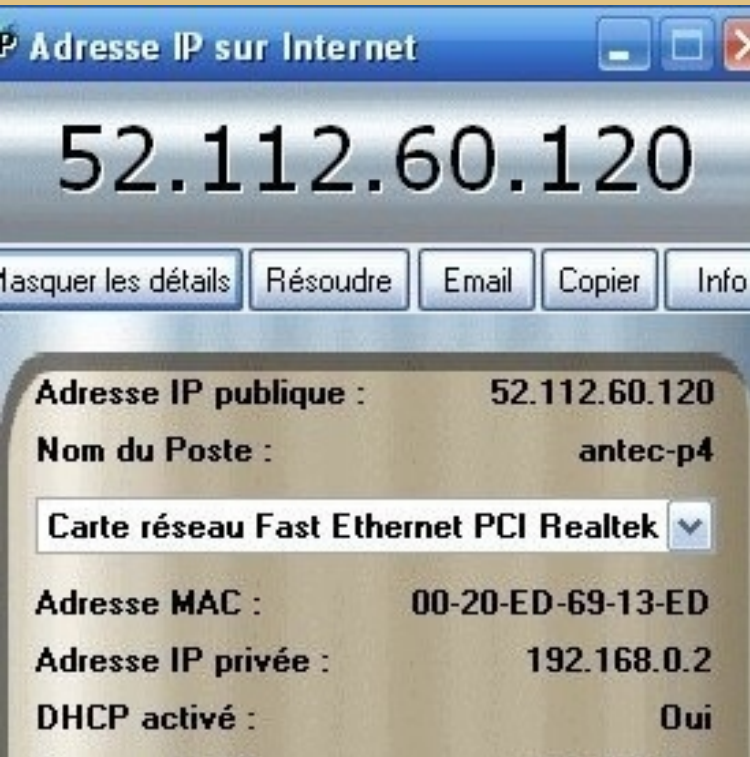 P Adresse IP sur Internet
52.112.60.120
Masquer les détails Résoudre Email Copier Info
Adresse IP publique : 52.112.60.120
Nom du Poste : antec-p4
Carte réseau Fast Ethernet PCI Realtek
Adresse MAC : 00-20-ED-69-13-ED
Adresse IP privée : 192.168.0.2
DHCP activé : Oui